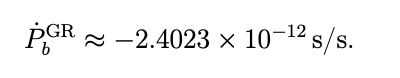 Ṗ_b^GR ≈ −2.4023 × 10^−12 s/s.